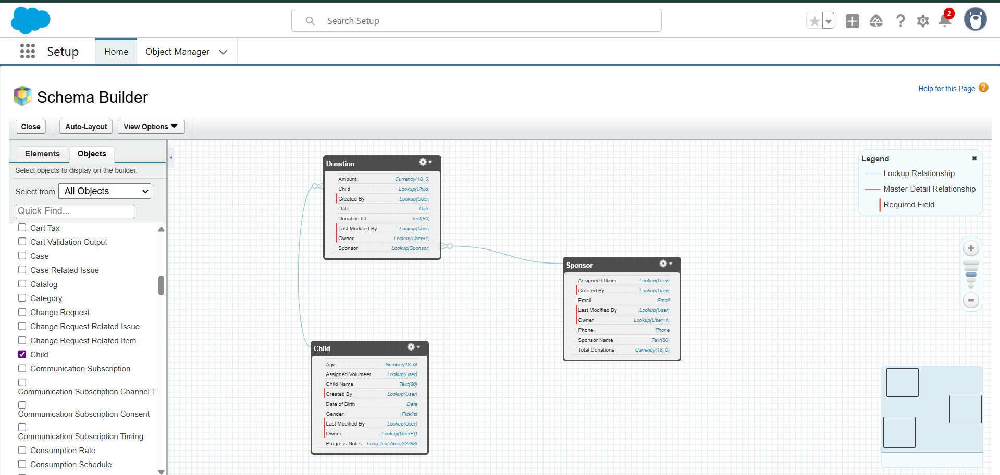 Search Setup
2
Setup
Home
Object Manager
Schema Builder
Help for this Page
Close
Auto-Layout
View Options
Elements
Objects
Select objects to display on the builder.
Select from
All Objects
Quick Find...
Cart Tax
Cart Validation Output
Case
Case Related Issue
Catalog
Category
Change Request
Change Request Related Issue
Change Request Related Item
Child
Communication Subscription
Communication Subscription Channel T
Communication Subscription Consent
Communication Subscription Timing
Consumption Rate
Consumption Schedule
Donation
Amount Currency(18, 0)
Child Lookup(Child)
Created By Lookup(User)
Date Date
Donation ID Text(80)
Last Modified By Lookup(User)
Owner Lookup(User+1)
Sponsor Lookup(Sponsor)
Child
Age Number(18, 0)
Assigned Volunteer Lookup(User)
Child Name Text(80)
Created By Lookup(User)
Date of Birth Date
Gender Picklist
Last Modified By Lookup(User)
Owner Lookup(User+1)
Progress Notes Long Text Area(32768)
Sponsor
Assigned Officer Lookup(User)
Created By Lookup(User)
Email Email
Last Modified By Lookup(User)
Owner Lookup(User+1)
Phone Phone
Sponsor Name Text(80)
Total Donations Currency(18, 0)
Legend
Lookup Relationship
Master-Detail Relationship
Required Field